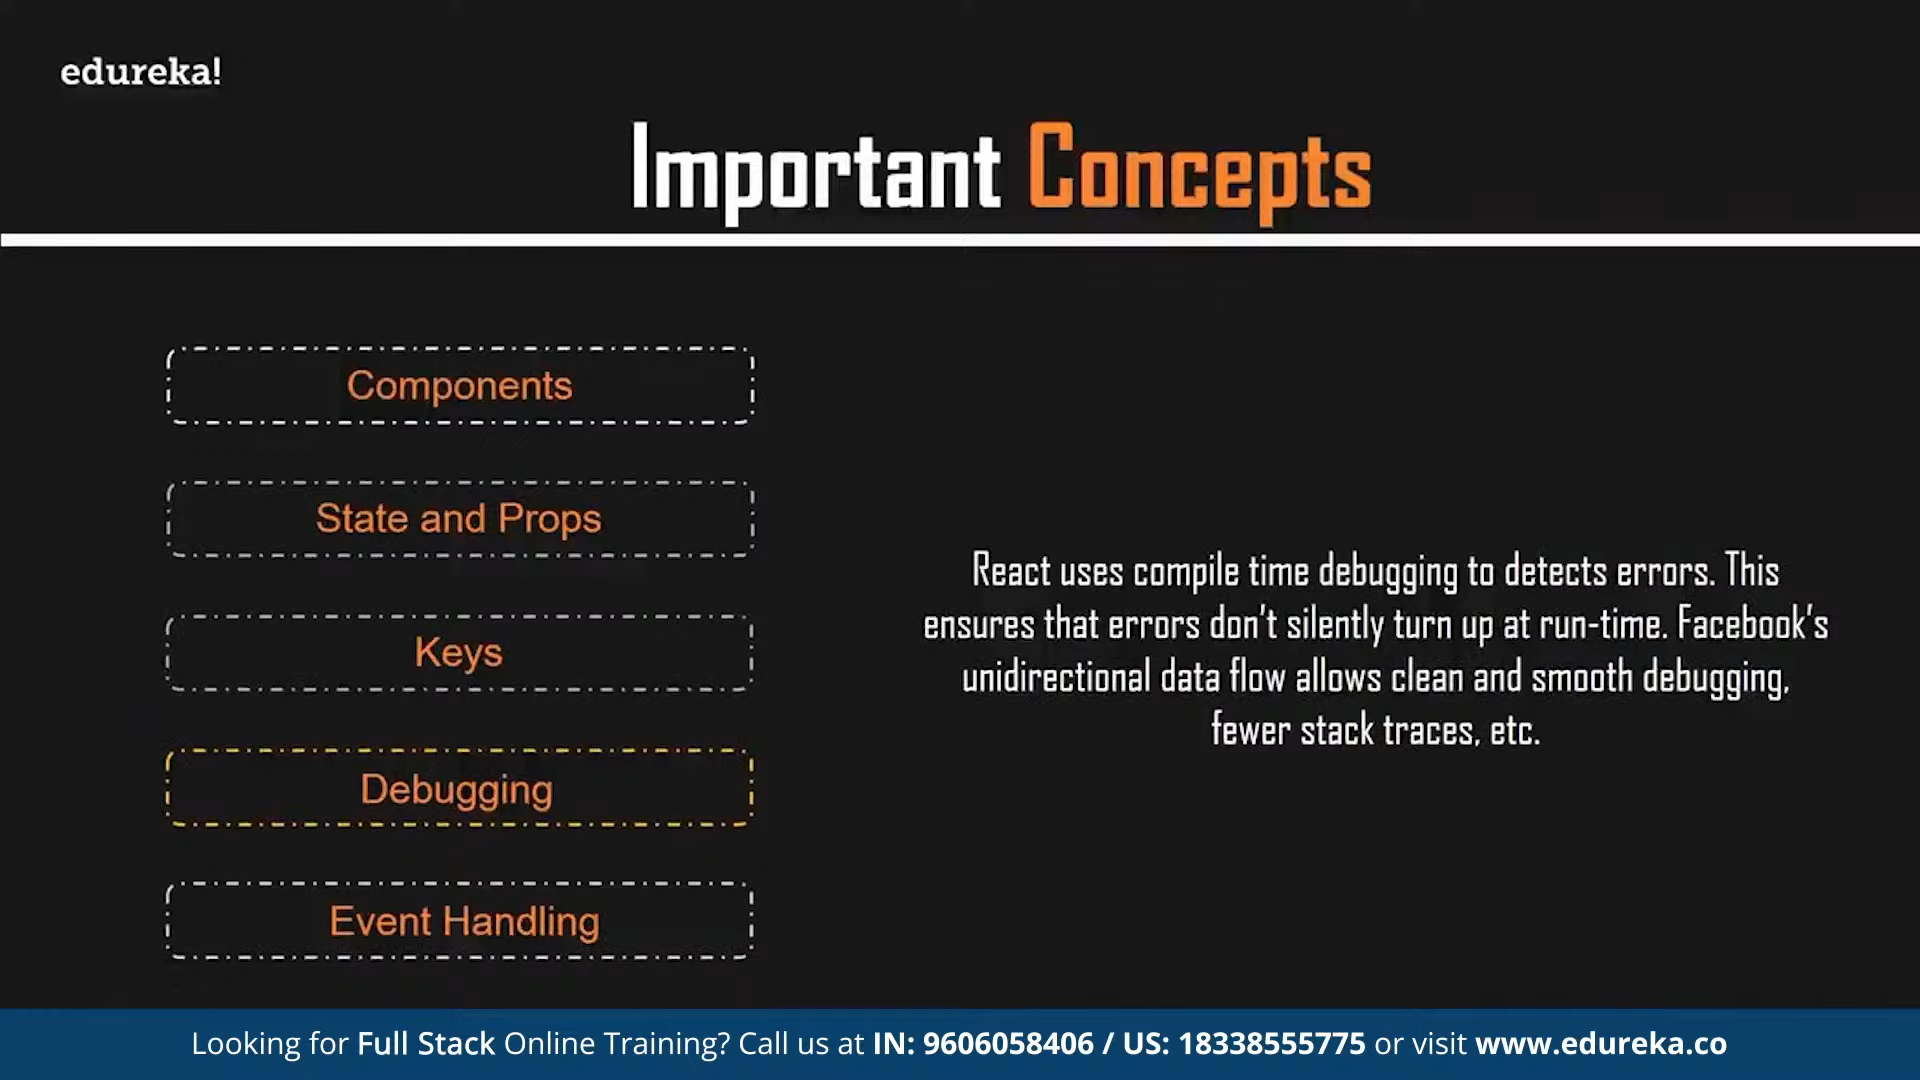 edureka!
Important Concepts
Components
State and Props
Keys
Debugging
Event Handling
React uses compile time debugging to detects errors. This
ensures that errors don't silently turn up at run-time. Facebook's
unidirectional data flow allows clean and smooth debugging,
fewer stack traces, etc.
Looking for Full Stack Online Training? Call us at IN: 9606058406 / US: 18338555775 or visit www.edureka.co